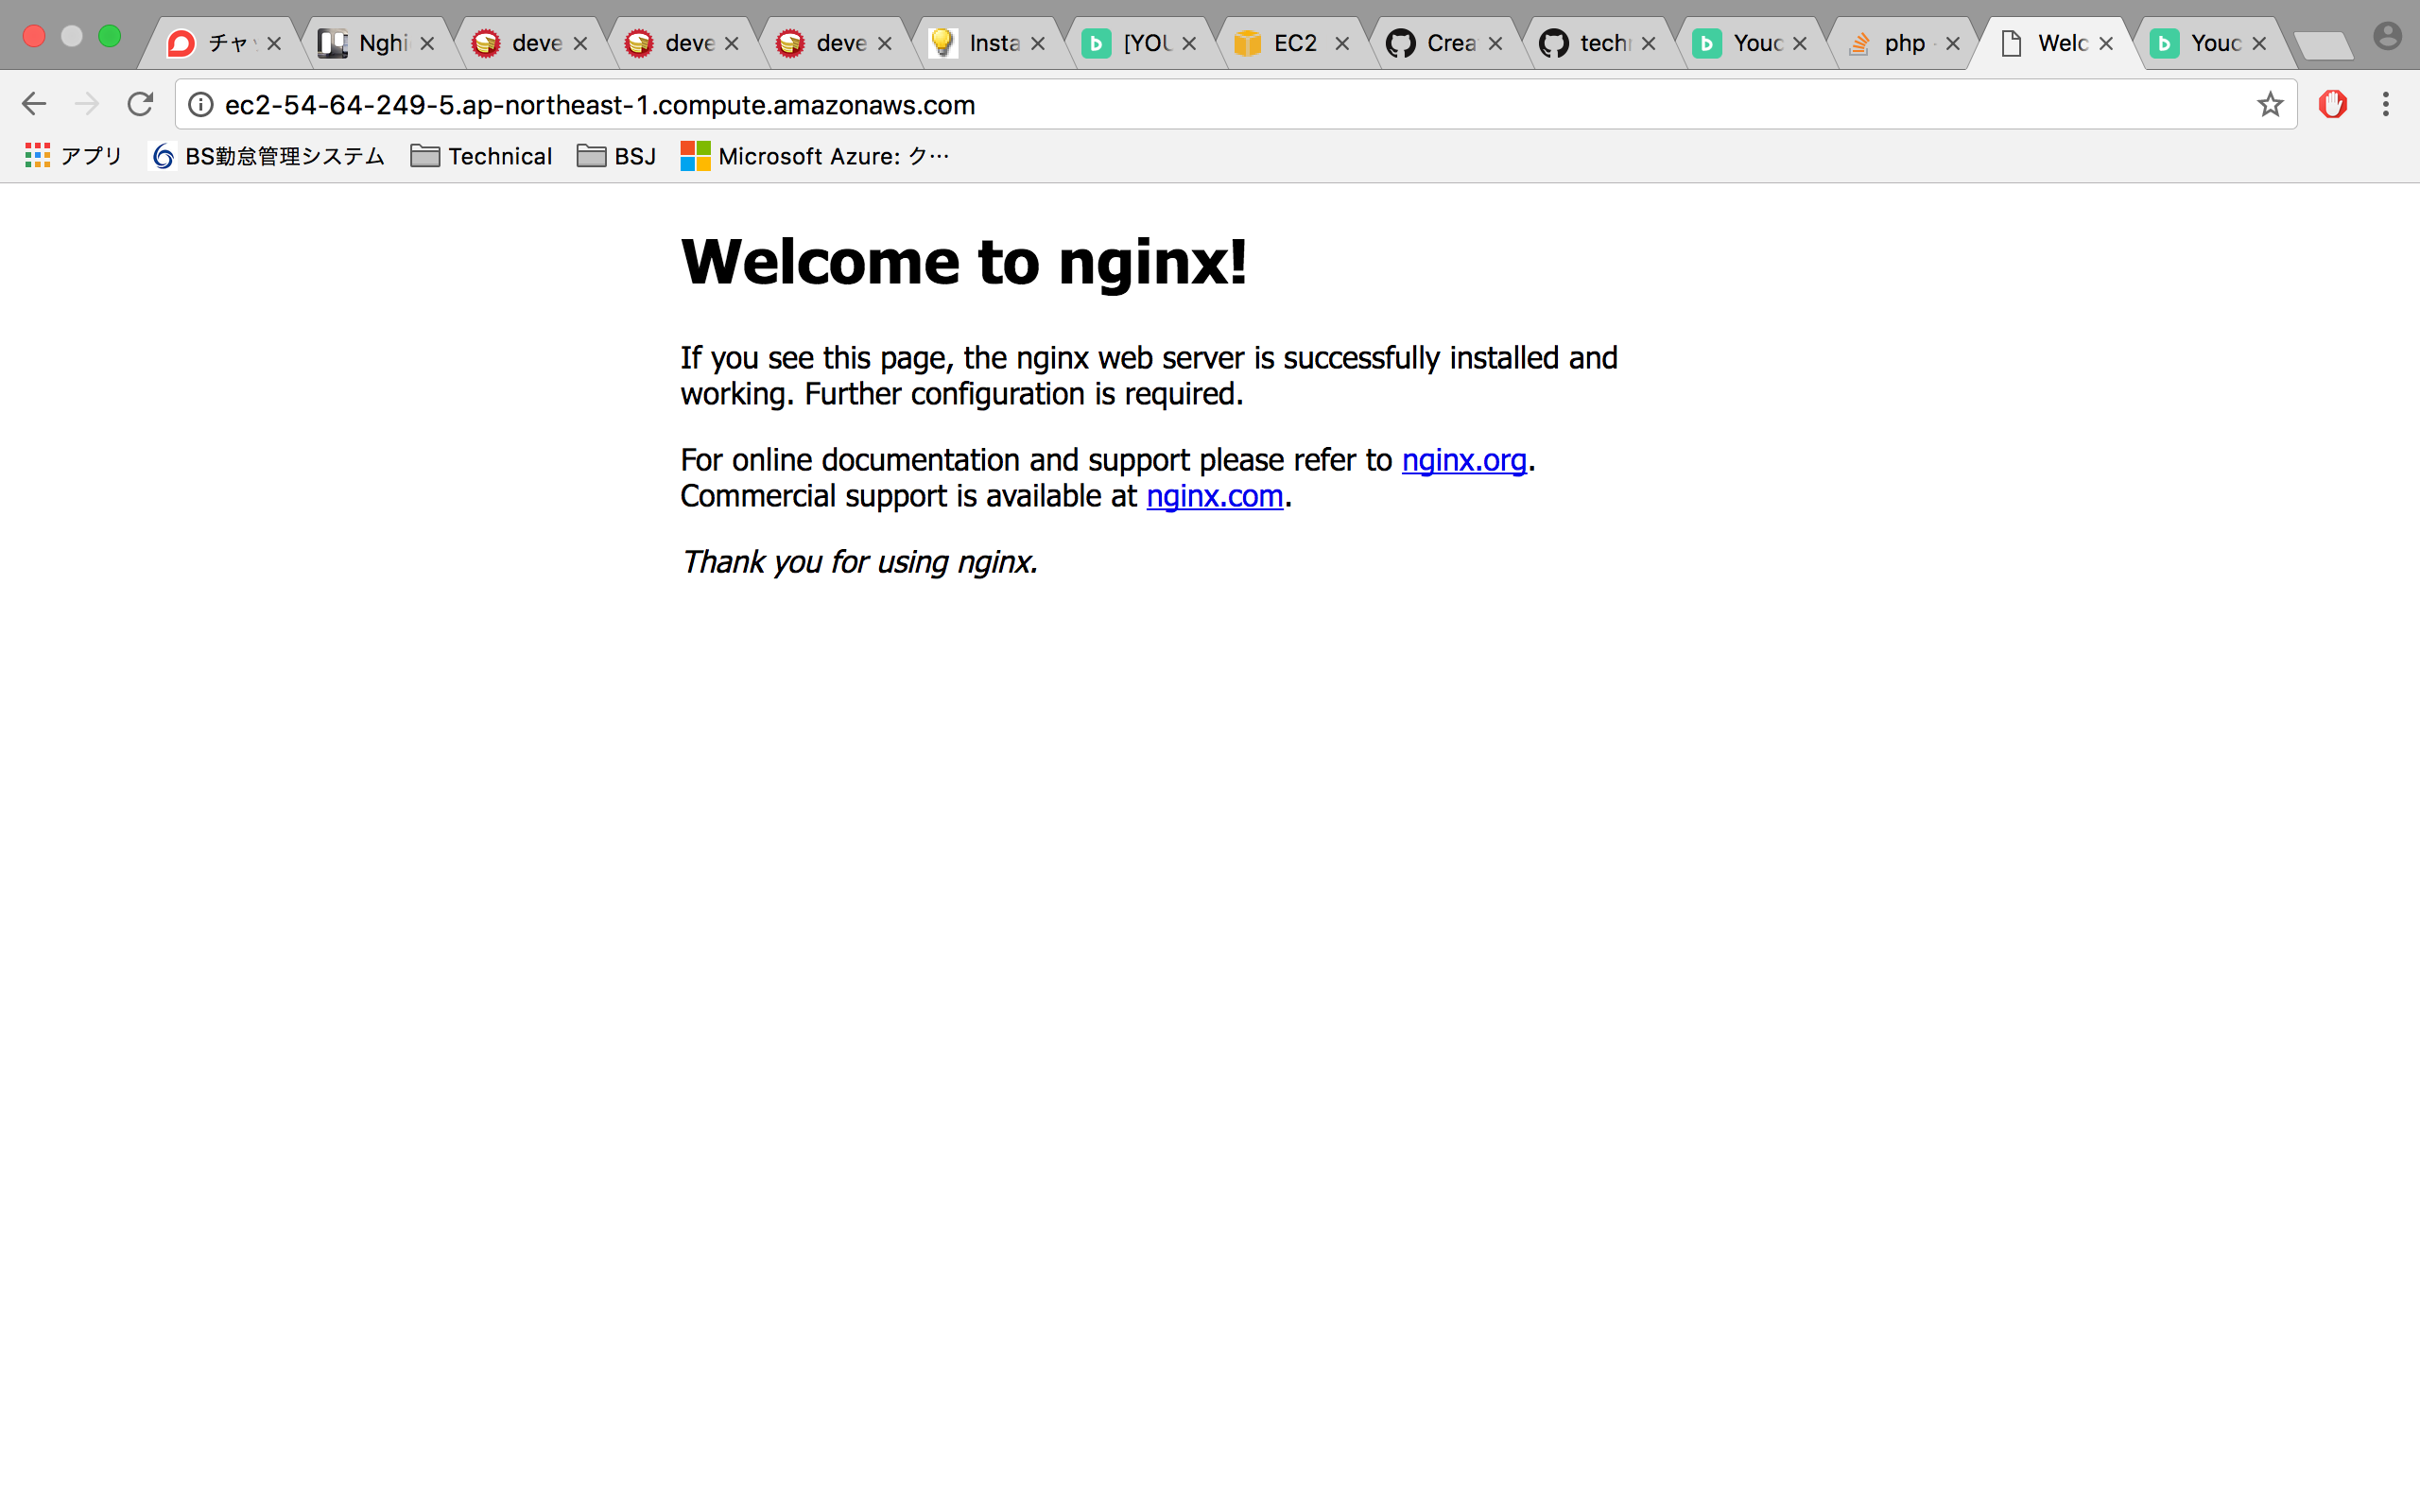 チャッ
Nghi
deve
deve
deve
Insta
[YOU
EC2
Crea
techn
Youc
php
Welc
Youc
ec2-54-64-249-5.ap-northeast-1.compute.amazonaws.com
アプリ BS勤怠管理システム Technical BSJ Microsoft Azure: ク…
Welcome to nginx!
If you see this page, the nginx web server is successfully installed and
working. Further configuration is required.
For online documentation and support please refer to nginx.org.
Commercial support is available at nginx.com.
Thank you for using nginx.